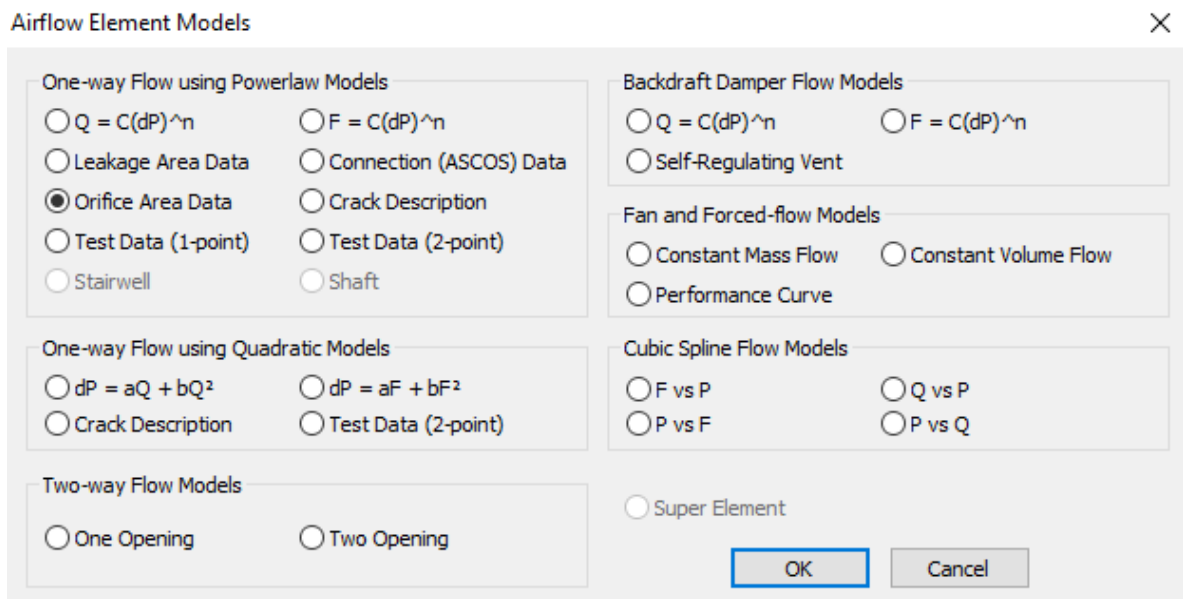 Airflow Element Models
One-way Flow using Powerlaw Models
Q = C(dP)^n
F = C(dP)^n
Leakage Area Data
Connection (ASCOS) Data
Orifice Area Data
Crack Description
Test Data (1-point)
Test Data (2-point)
Stairwell
Shaft
One-way Flow using Quadratic Models
dP = aQ + bQ²
dP = aF + bF²
Crack Description
Test Data (2-point)
Two-way Flow Models
One Opening
Two Opening
Backdraft Damper Flow Models
Q = C(dP)^n
F = C(dP)^n
Self-Regulating Vent
Fan and Forced-flow Models
Constant Mass Flow
Constant Volume Flow
Performance Curve
Cubic Spline Flow Models
F vs P
Q vs P
P vs F
P vs Q
Super Element
OK
Cancel